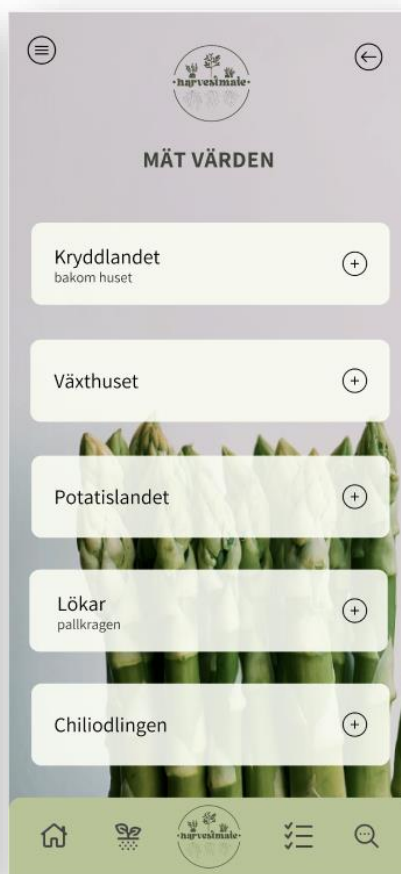 ·harvestmate·
MÄT VÄRDEN
Kryddlandet
bakom huset
Växthuset
Potatislandet
Lökar
pallkragen
Chiliodlingen
·harvestmate·